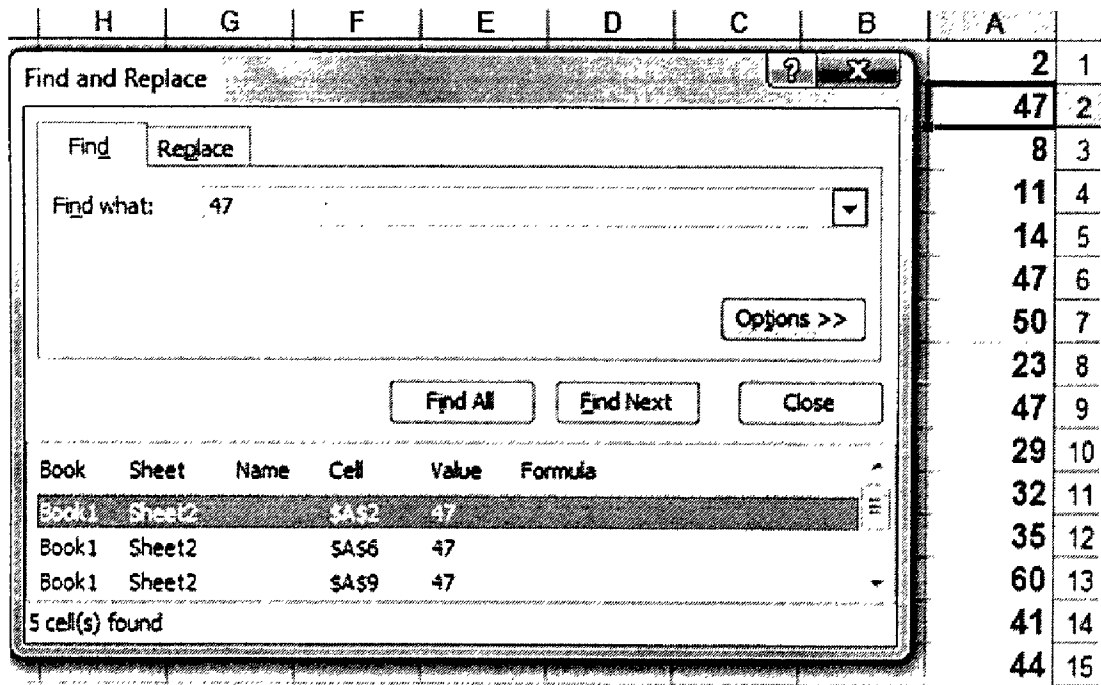 H G F E D C B A
Find and Replace
Find Replace
Find what: 47
Options >>
Find All Find Next Close
Book Sheet Name Cell Value Formula
Book1 Sheet2 $A$2 47
Book1 Sheet2 $A$6 47
Book1 Sheet2 $A$9 47
5 cell(s) found
2 1
47 2
8 3
11 4
14 5
47 6
50 7
23 8
47 9
29 10
32 11
35 12
60 13
41 14
44 15